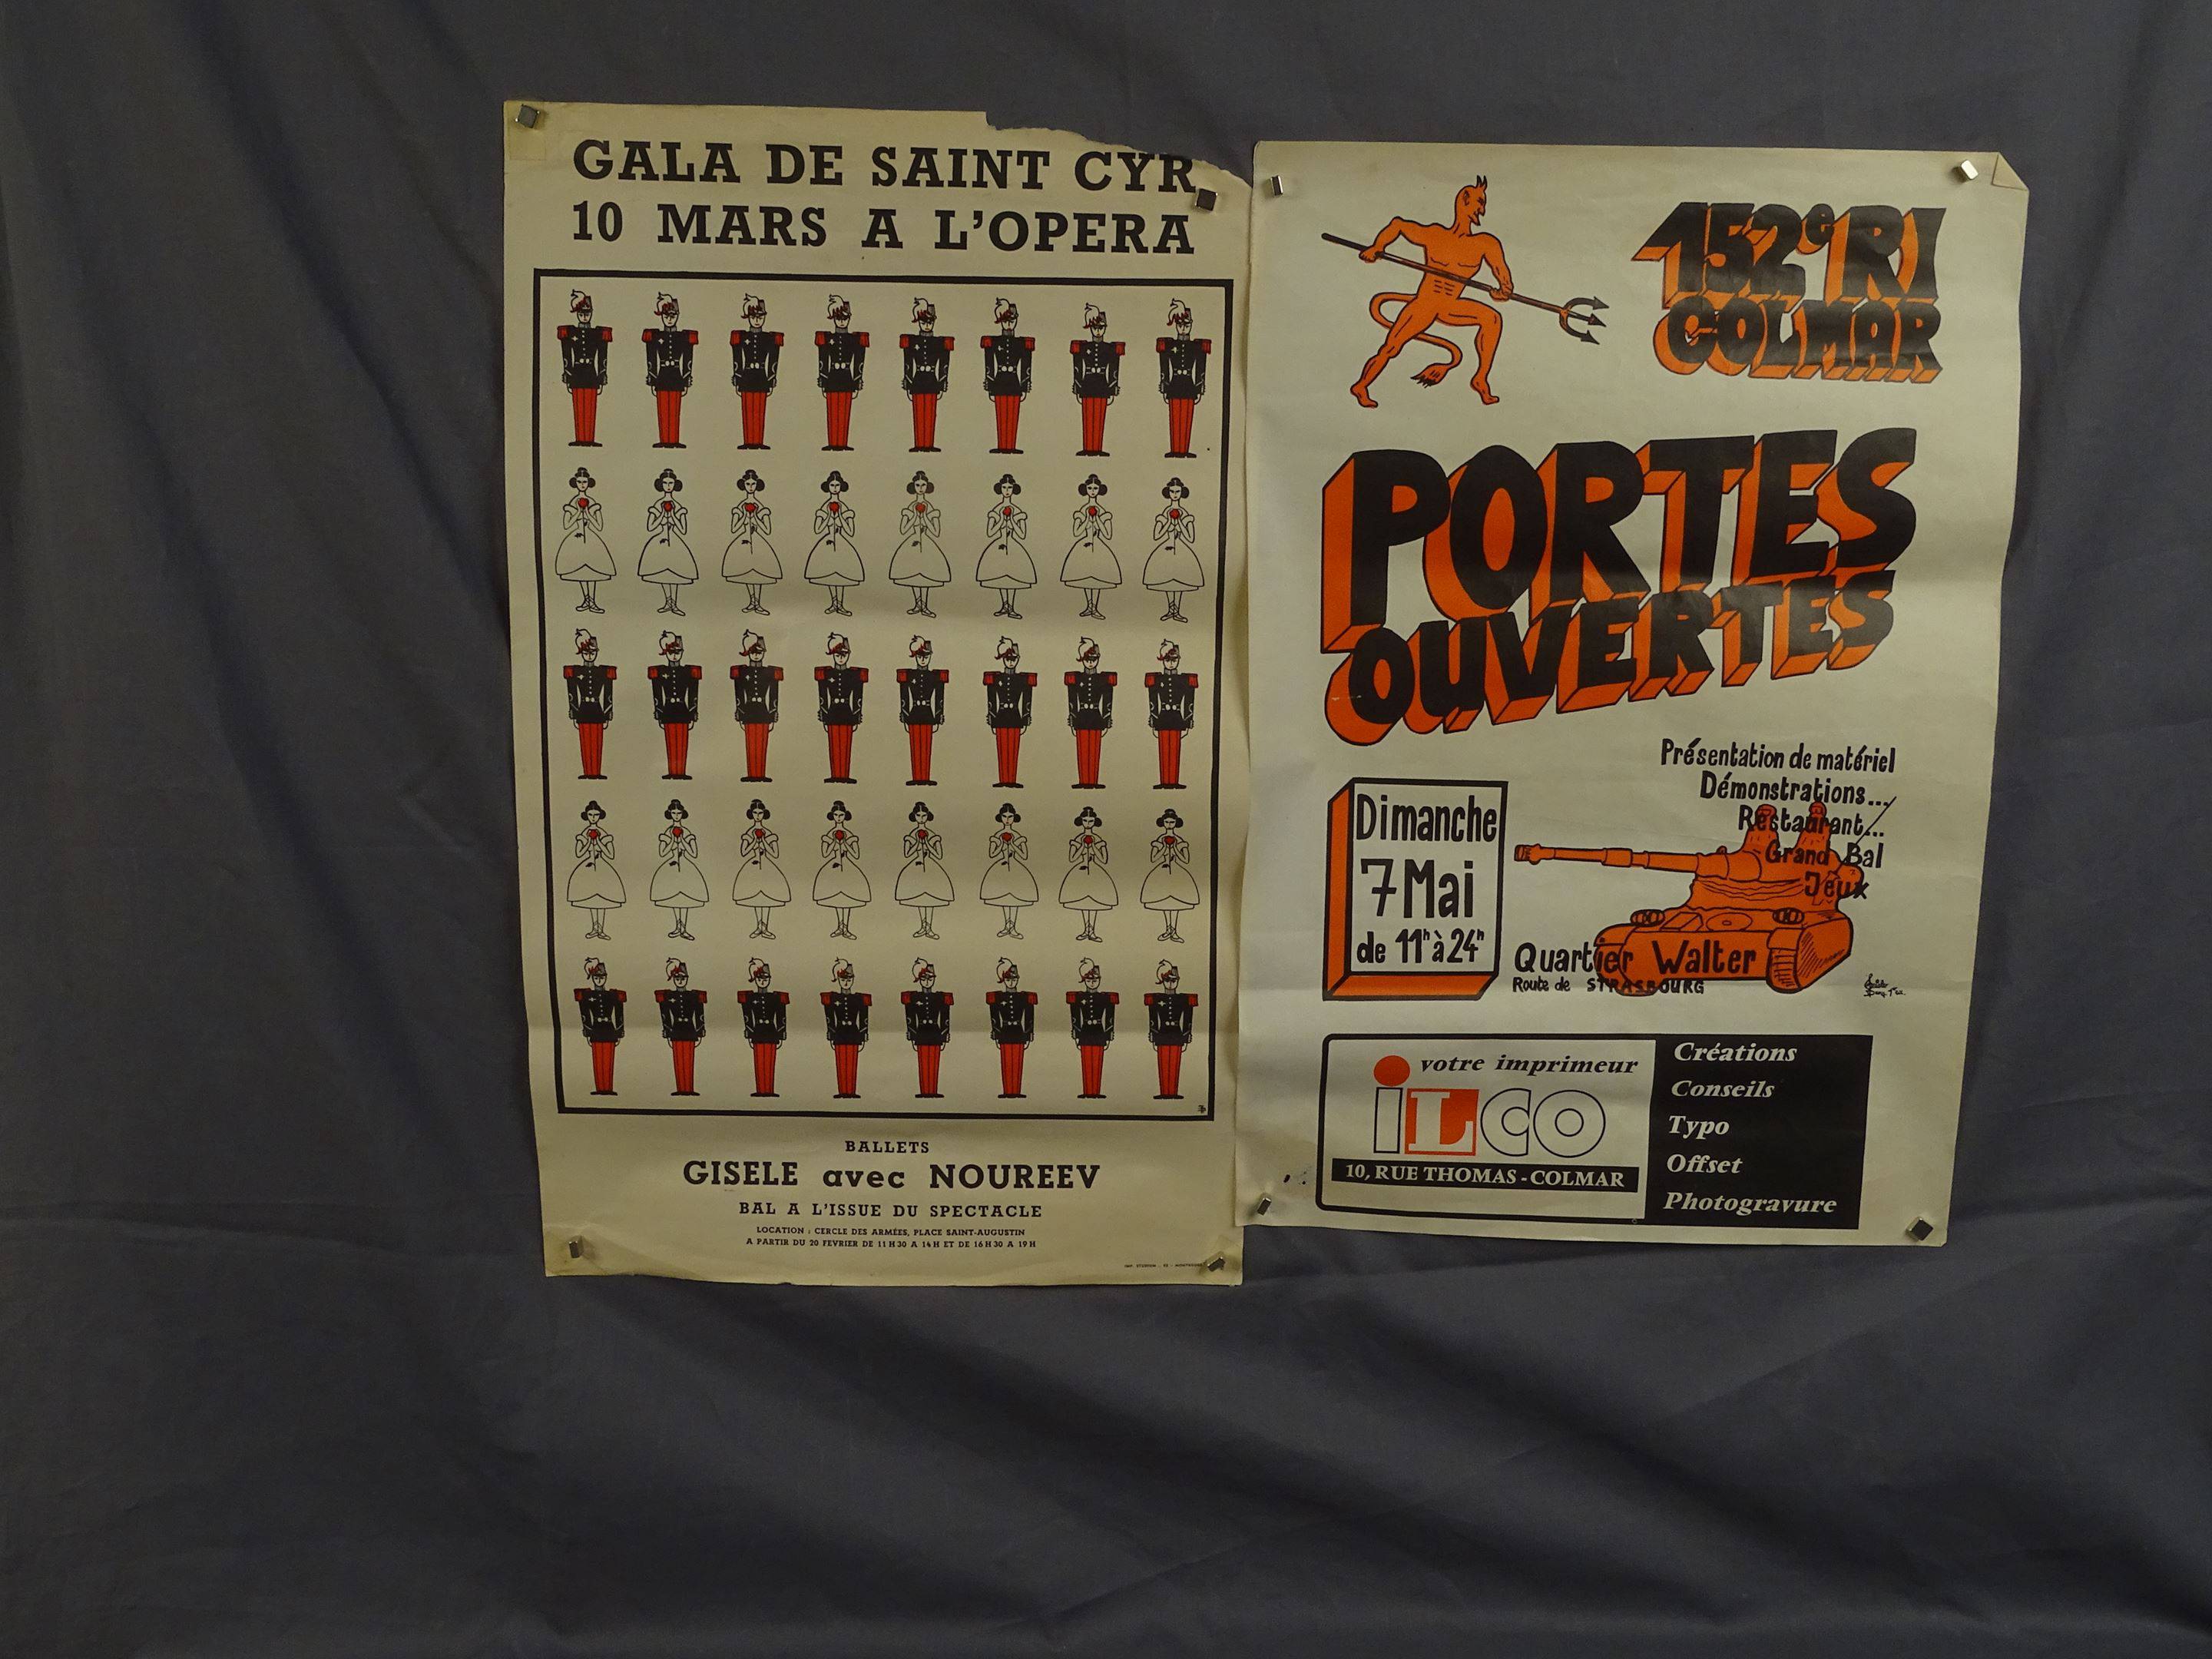 GALA DE SAINT CYR
10 MARS A L'OPERA
BALLETS
GISELE avec NOUREEV
BAL A L'ISSUE DU SPECTACLE
LOCATION : CERCLE DES ARMÉES, PLACE SAINT-AUGUSTIN
A PARTIR DU 20 FEVRIER DE 11 H 30 A 14 H ET DE 16 H 30 A 19 H
152e RI
COLMAR
PORTES
OUVERTES
Présentation de matériel
Démonstrations...
Restaurant...
Grand Bal
Jeux
Dimanche
7 Mai
de 11h à 24h
Quartier Walter
Route de STRASBOURG
votre imprimeur
iLCO
10, RUE THOMAS - COLMAR
Créations
Conseils
Typo
Offset
Photogravure